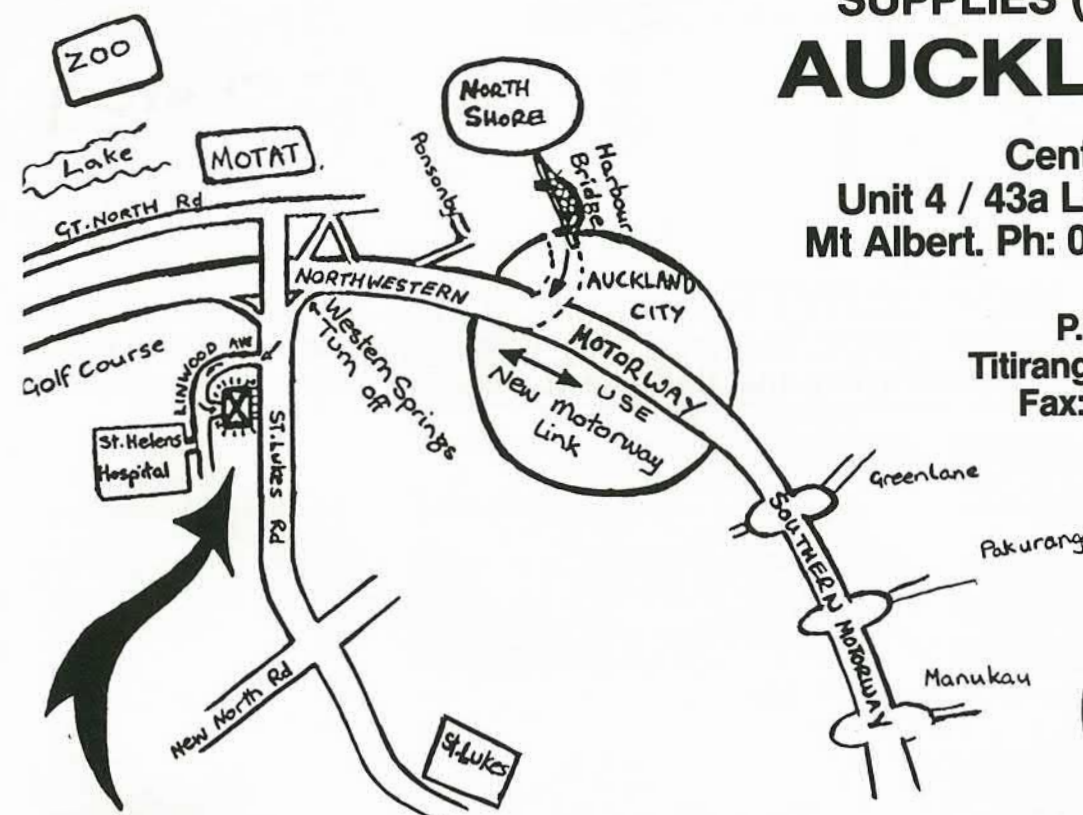 SUPPLIES (
AUCKL
Cent
Unit 4 / 43a L
Mt Albert. Ph: 0
P.
Titirang
Fax:
ZOO
Lake
MOTAT
GT. NORTH Rd
NORTH
SHORE
Ponsonby
Harbour
Bridge
NORTHWESTERN
MOTORWAY
AUCKLAND
CITY
USE
New Motorway
Link
Western Springs
Turn off
Golf Course
LINWOOD AVE
St. Helens
Hospital
ST. LUKES Rd
New North Rd
St. Lukes
SOUTHERN MOTORWAY
Greenlane
Pakurang
Manukau